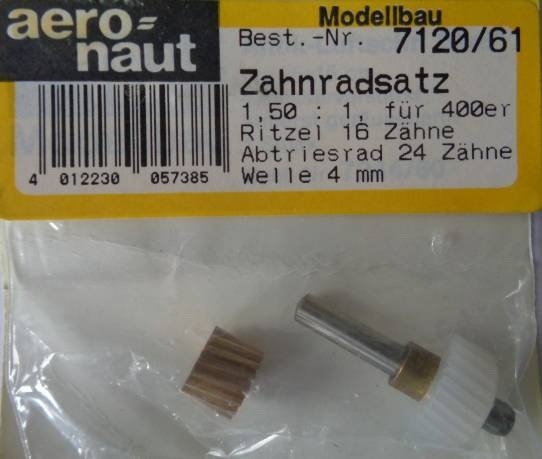 aero=
naut
Modellbau
Best.-Nr. 7120/61
Zahnradsatz
1,50 : 1, für 400er
Ritzel 16 Zähne
Abtriesrad 24 Zähne
Welle 4 mm
4 012230 057385